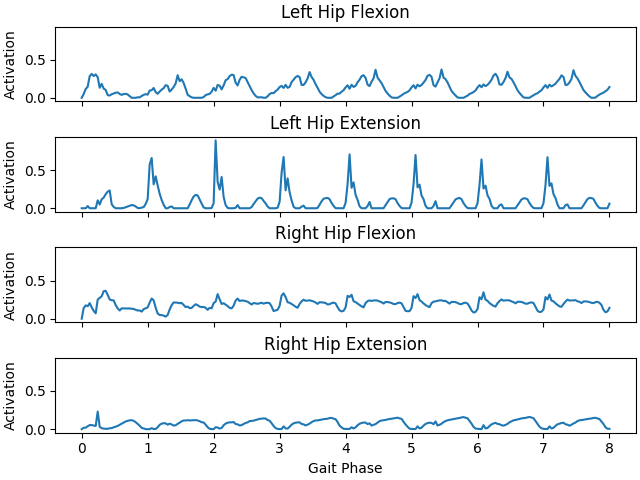 Left Hip Flexion
Activation
0.5
0.0
Left Hip Extension
Activation
0.5
0.0
Right Hip Flexion
Activation
0.5
0.0
Right Hip Extension
Activation
0.5
0.0
0 1 2 3 4 5 6 7 8
Gait Phase